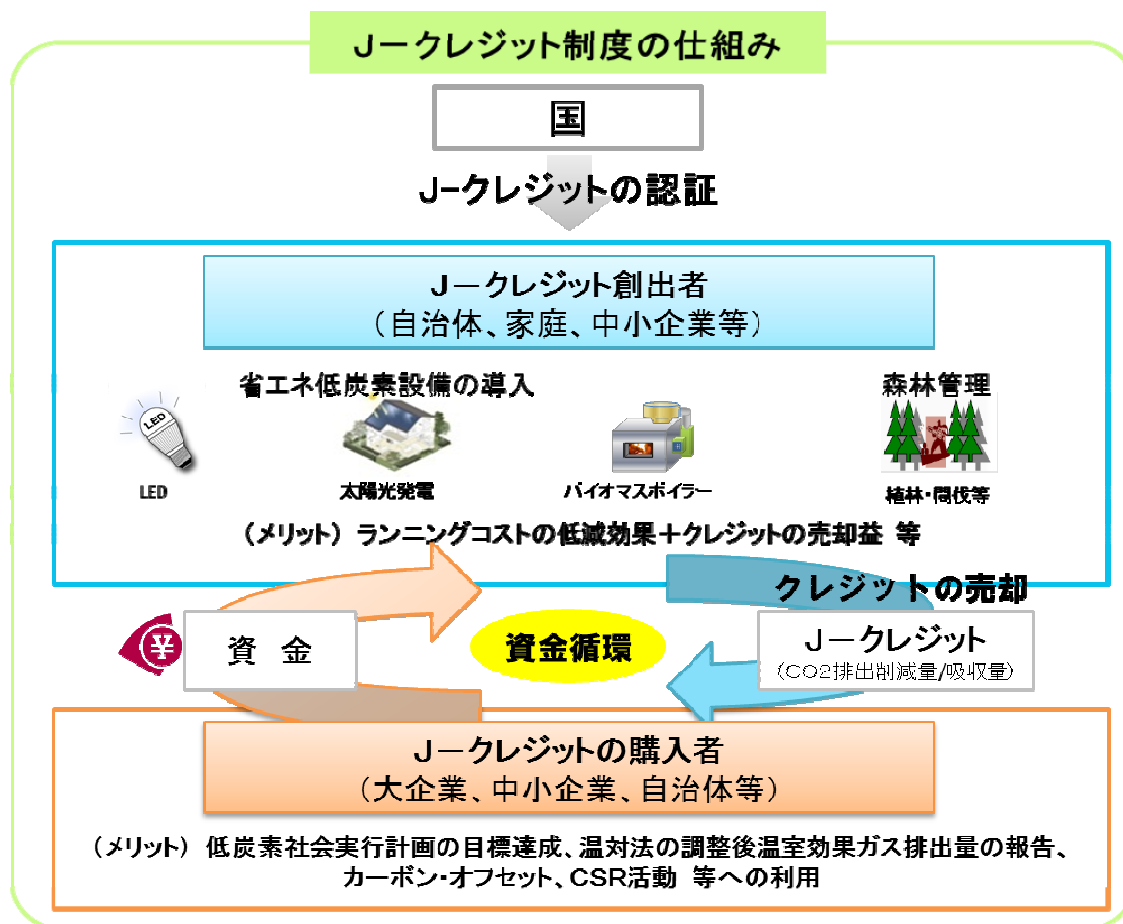 J－クレジット制度の仕組み
国
J-クレジットの認証
J－クレジット創出者
（自治体、家庭、中小企業等）
省エネ低炭素設備の導入
森林管理
LED
LED
太陽光発電
バイオマスボイラー
植林・間伐等
（メリット） ランニングコストの低減効果＋クレジットの売却益 等
クレジットの売却
¥
資 金
資金循環
J－クレジット
（CO2排出削減量/吸収量）
J－クレジットの購入者
（大企業、中小企業、自治体等）
（メリット） 低炭素社会実行計画の目標達成、温対法の調整後温室効果ガス排出量の報告、
カーボン・オフセット、CSR活動 等への利用